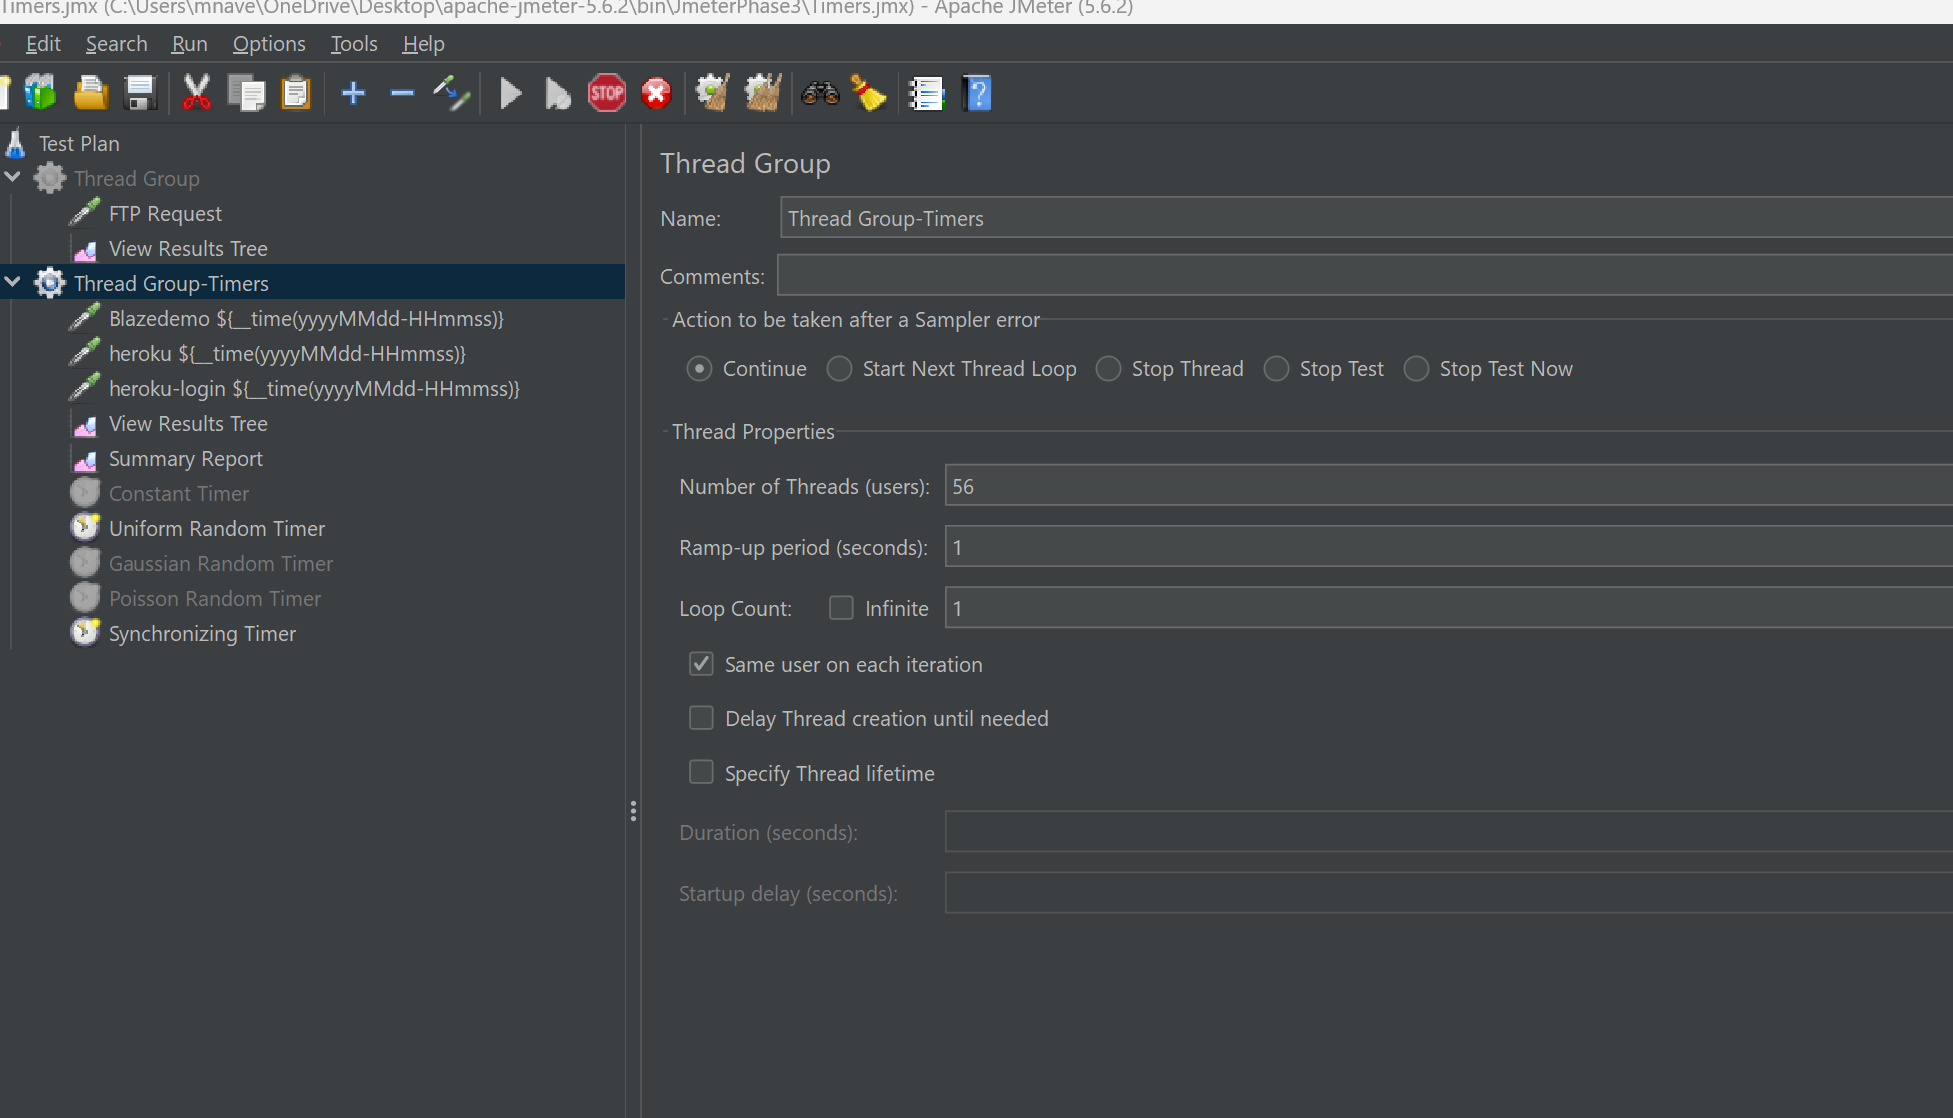 Timers.jmx (C:\Users\mnave\OneDrive\Desktop\apache-jmeter-5.6.2\bin\JmeterPhase3\Timers.jmx) - Apache JMeter (5.6.2)
Edit Search Run Options Tools Help
STOP
Test Plan
Thread Group
FTP Request
View Results Tree
Thread Group-Timers
Blazedemo ${__time(yyyyMMdd-HHmmss)}
heroku ${__time(yyyyMMdd-HHmmss)}
heroku-login ${__time(yyyyMMdd-HHmmss)}
View Results Tree
Summary Report
Constant Timer
Uniform Random Timer
Gaussian Random Timer
Poisson Random Timer
Synchronizing Timer
Thread Group
Name: Thread Group-Timers
Comments:
Action to be taken after a Sampler error
Continue Start Next Thread Loop Stop Thread Stop Test Stop Test Now
Thread Properties
Number of Threads (users): 56
Ramp-up period (seconds): 1
Loop Count: Infinite 1
Same user on each iteration
Delay Thread creation until needed
Specify Thread lifetime
Duration (seconds):
Startup delay (seconds):